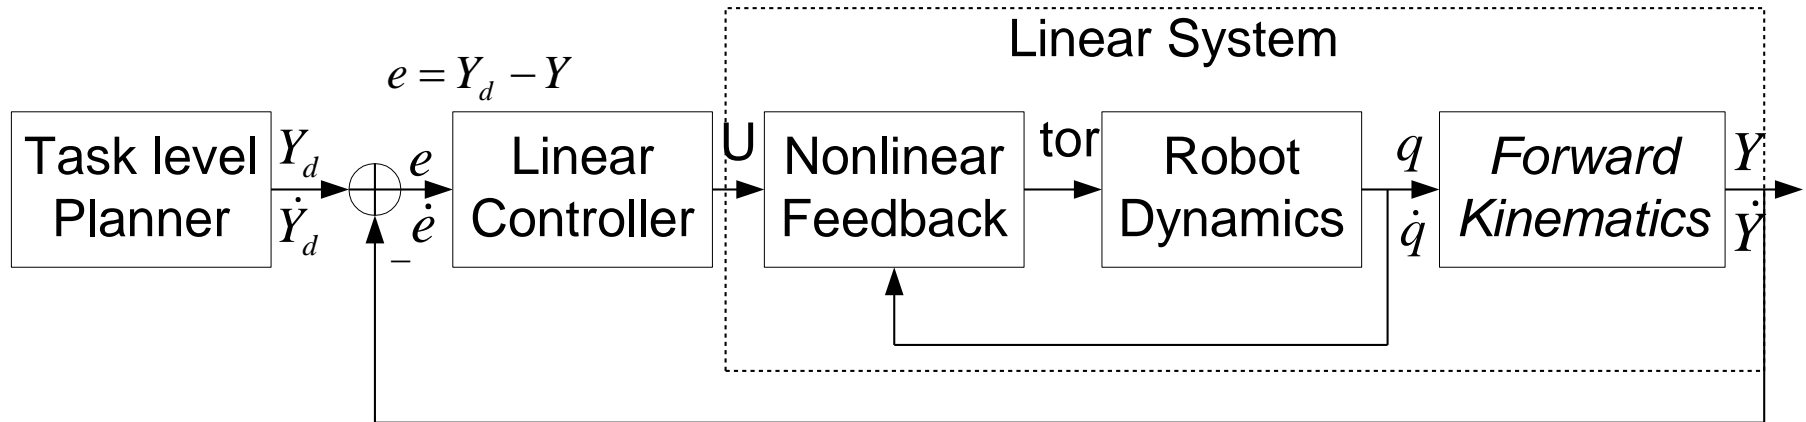 Linear System
e = Y_d − Y
Task level
Planner
Y_d
Ẏ_d
−
e
ė
Linear
Controller
U
Nonlinear
Feedback
tor
Robot
Dynamics
q
q̇
Forward
Kinematics
Y
Ẏ